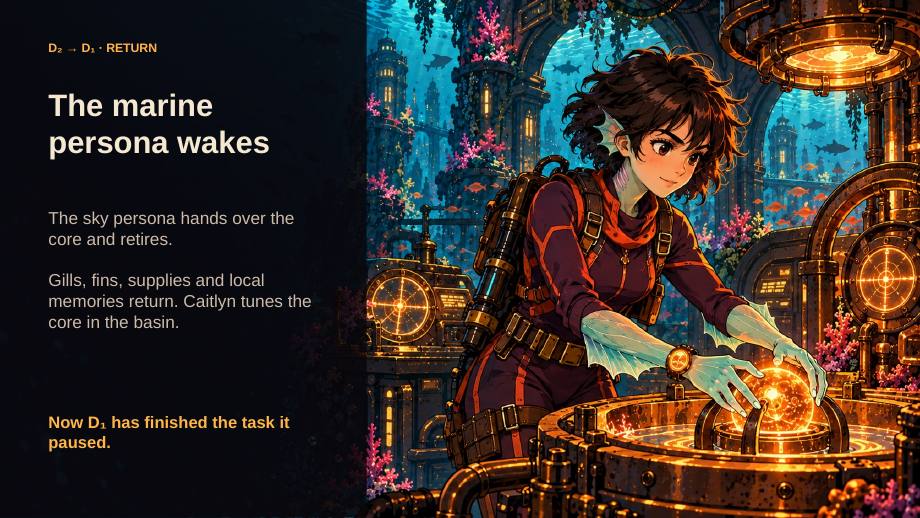 D₂ → D₁ · RETURN
The marine
persona wakes
The sky persona hands over the
core and retires.
Gills, fins, supplies and local
memories return. Caitlyn tunes the
core in the basin.
Now D₁ has finished the task it
paused.